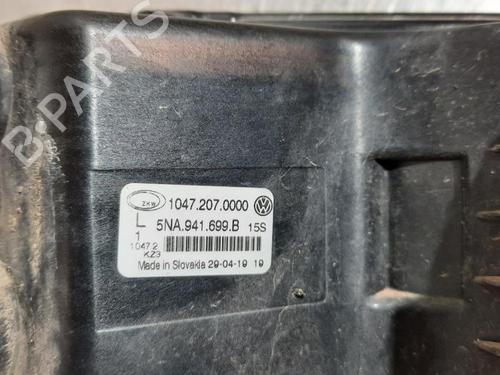 B-PARTS
ZKW 1047.207.0000
L 5NA.941.699.B 15S
1
1047.2
KZ3
Made in Slovakia 29-04-19 19